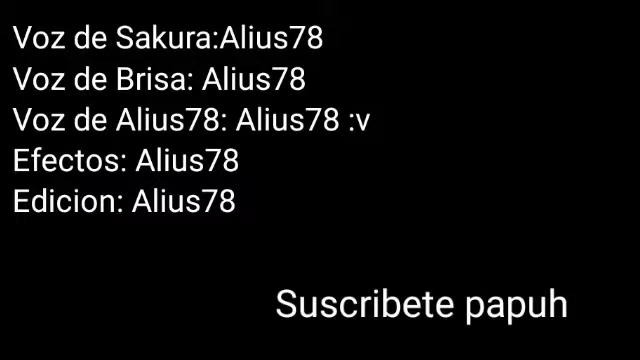 Voz de Sakura:Alius78
Voz de Brisa: Alius78
Voz de Alius78: Alius78 :v
Efectos: Alius78
Edicion: Alius78
Suscribete papuh